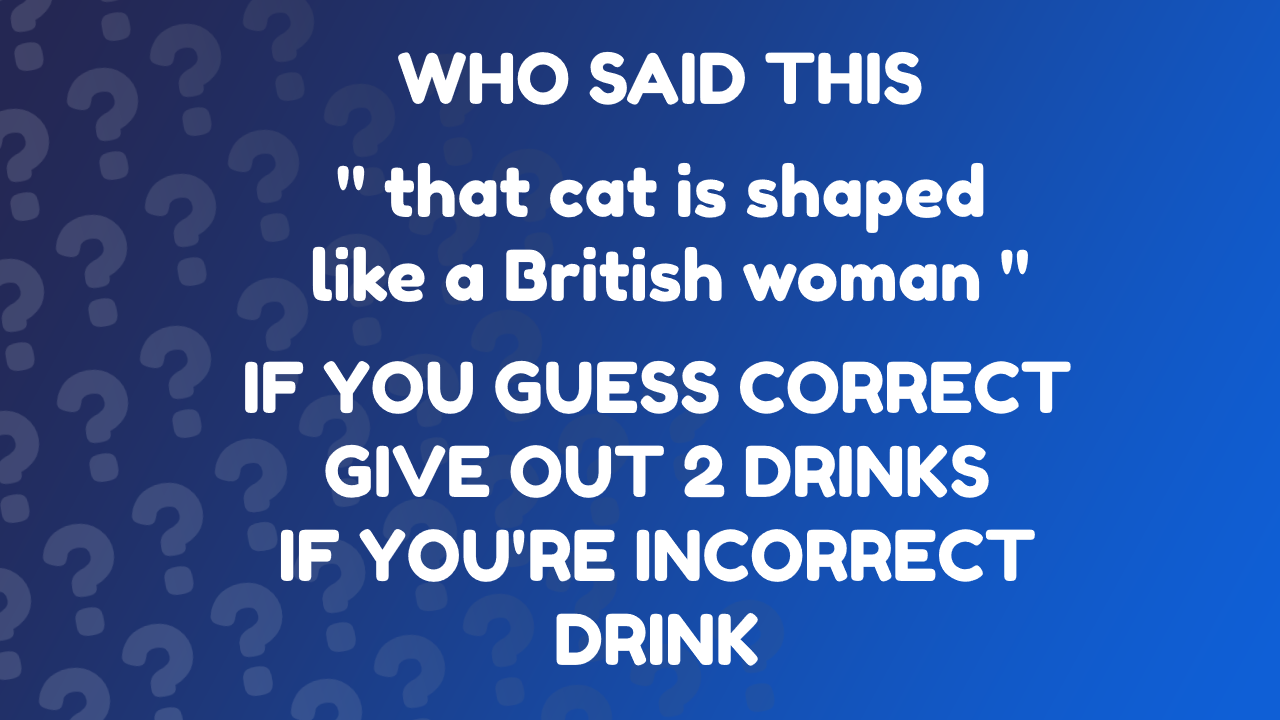 WHO SAID THIS
" that cat is shaped
like a British woman "
IF YOU GUESS CORRECT
GIVE OUT 2 DRINKS
IF YOU'RE INCORRECT
DRINK